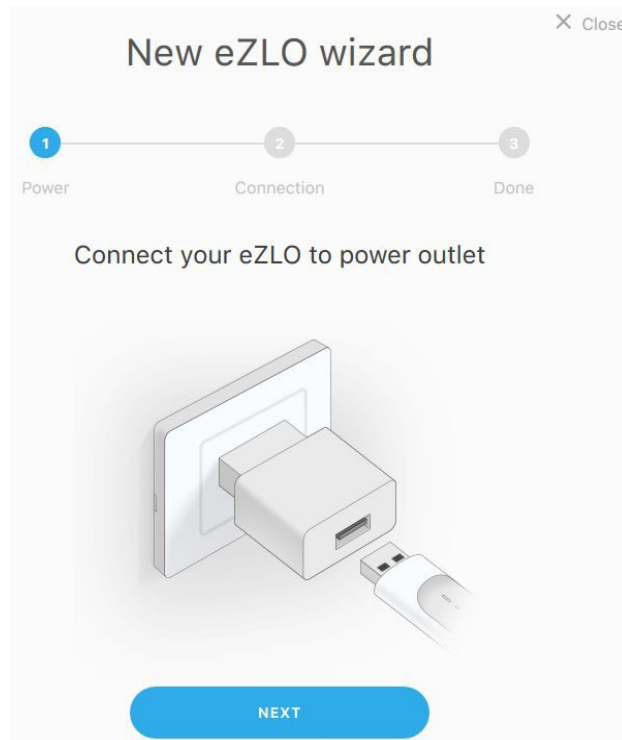 Close
New eZLO wizard
1
2
3
Power
Connection
Done
Connect your eZLO to power outlet
NEXT